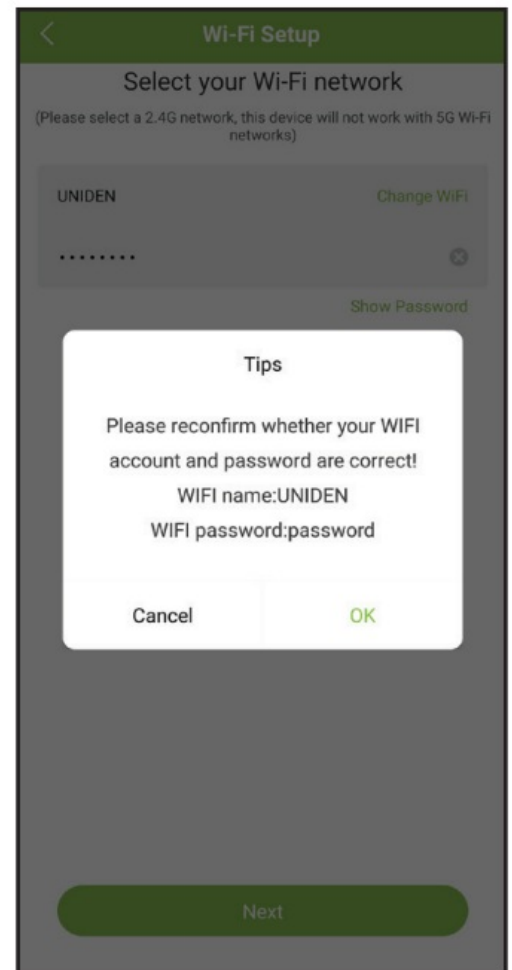 Wi-Fi Setup
Select your Wi-Fi network
(Please select a 2.4G network, this device will not work with 5G Wi-Fi
networks)
UNIDEN
Change WiFi
........
Show Password
Tips
Please reconfirm whether your WIFI
account and password are correct!
WIFI name:UNIDEN
WIFI password:password
Cancel
OK
Next